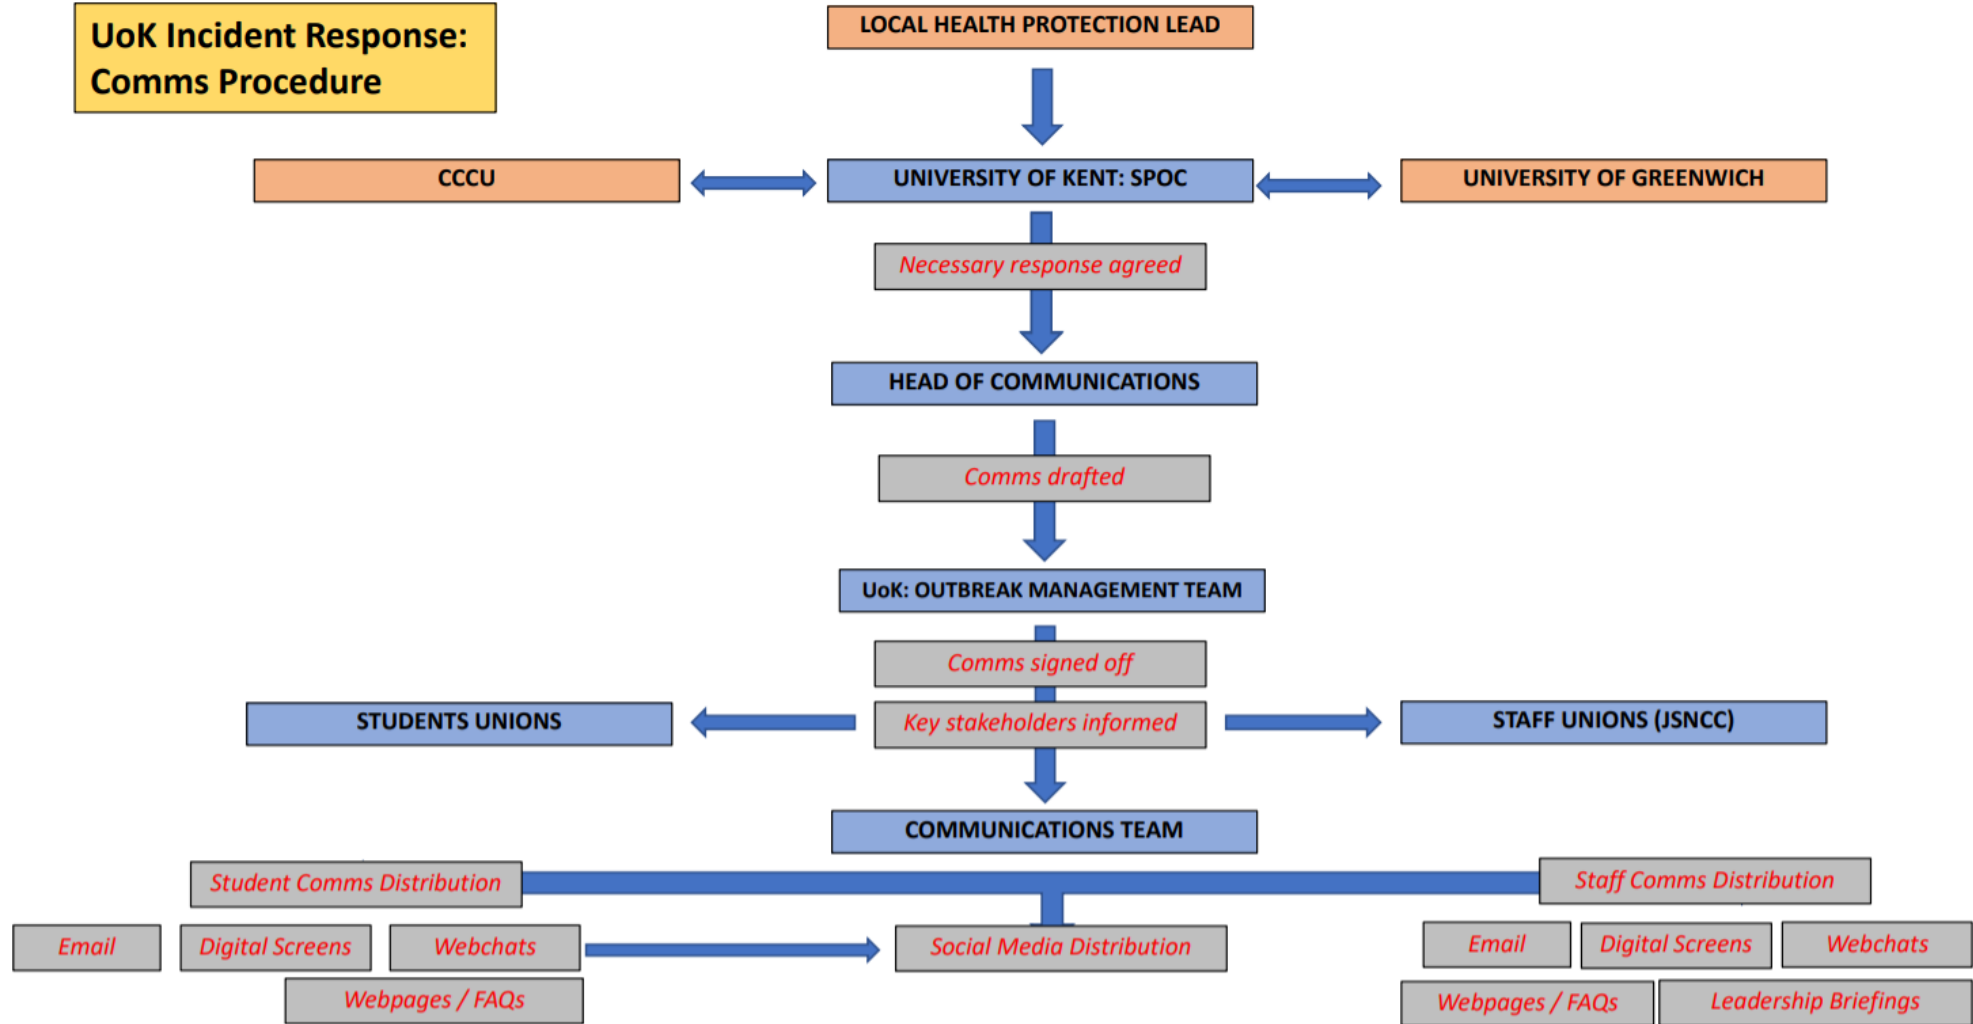 UoK Incident Response:
Comms Procedure
LOCAL HEALTH PROTECTION LEAD
CCCU
UNIVERSITY OF KENT: SPOC
UNIVERSITY OF GREENWICH
Necessary response agreed
HEAD OF COMMUNICATIONS
Comms drafted
UoK: OUTBREAK MANAGEMENT TEAM
Comms signed off
STUDENTS UNIONS
Key stakeholders informed
STAFF UNIONS (JSNCC)
COMMUNICATIONS TEAM
Student Comms Distribution
Staff Comms Distribution
Email
Digital Screens
Webchats
Social Media Distribution
Email
Digital Screens
Webchats
Webpages / FAQs
Webpages / FAQs
Leadership Briefings